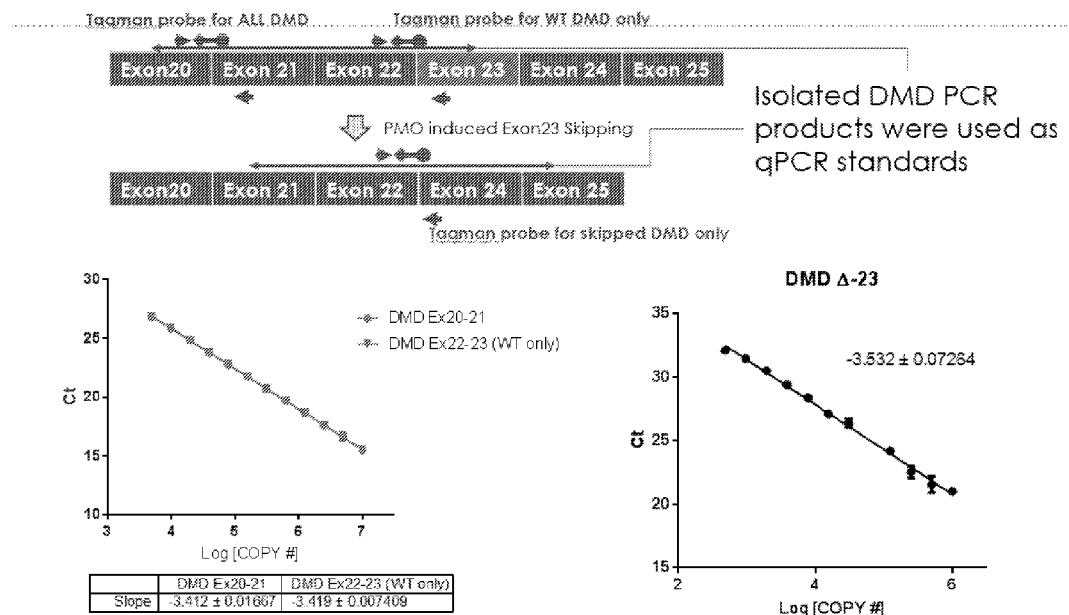 Taqman probe for ALL DMD
Taqman probe for WT DMD only
Exon20 Exon 21 Exon 22 Exon 23 Exon 24 Exon 25
PMO induced Exon23 Skipping
Isolated DMD PCR
products were used as
qPCR standards
Exon20 Exon 21 Exon 22 Exon 24 Exon 25
Taqman probe for skipped DMD only
30
25
20
15
10
Ct
3 4 5 6 7
Log [COPY #]
DMD Ex20-21
DMD Ex22-23 (WT only)
DMD Ex20-21 DMD Ex22-23 (WT only)
Slope -3.412 ± 0.01667 -3.419 ± 0.007409
DMD Δ-23
35
30
25
20
15
Ct
-3.532 ± 0.07264
2 4 6
Log [COPY #]